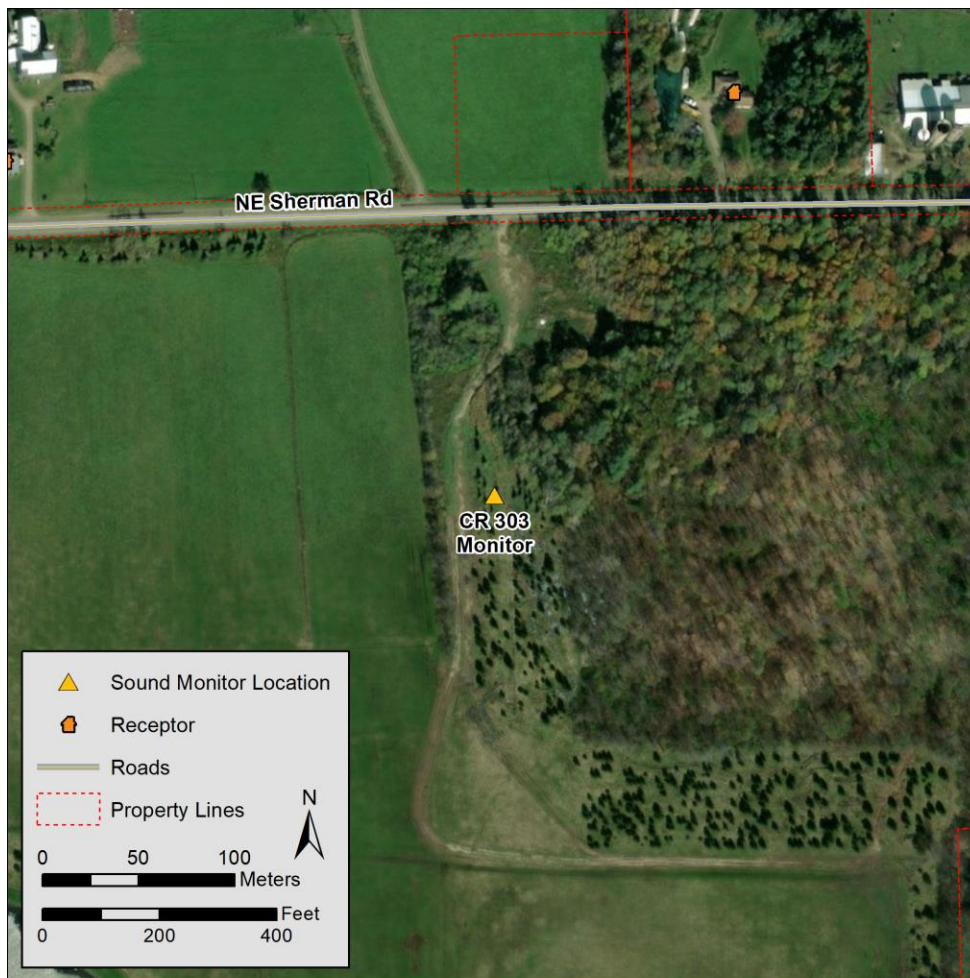 NE Sherman Rd
CR 303
Monitor
Sound Monitor Location
Receptor
Roads
Property Lines
N
0 50 100
Meters
Feet
0 200 400